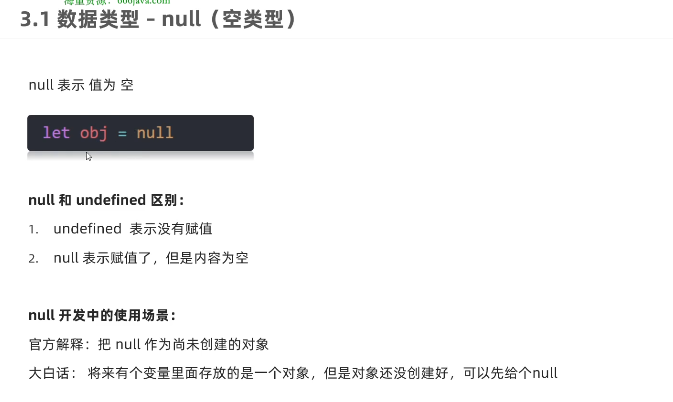 海量资源：666java.com
3.1 数据类型 – null（空类型）
null 表示 值为 空
let obj = null
null 和 undefined 区别：
1. undefined 表示没有赋值
2. null 表示赋值了，但是内容为空
null 开发中的使用场景：
官方解释：把 null 作为尚未创建的对象
大白话： 将来有个变量里面存放的是一个对象，但是对象还没创建好，可以先给个null